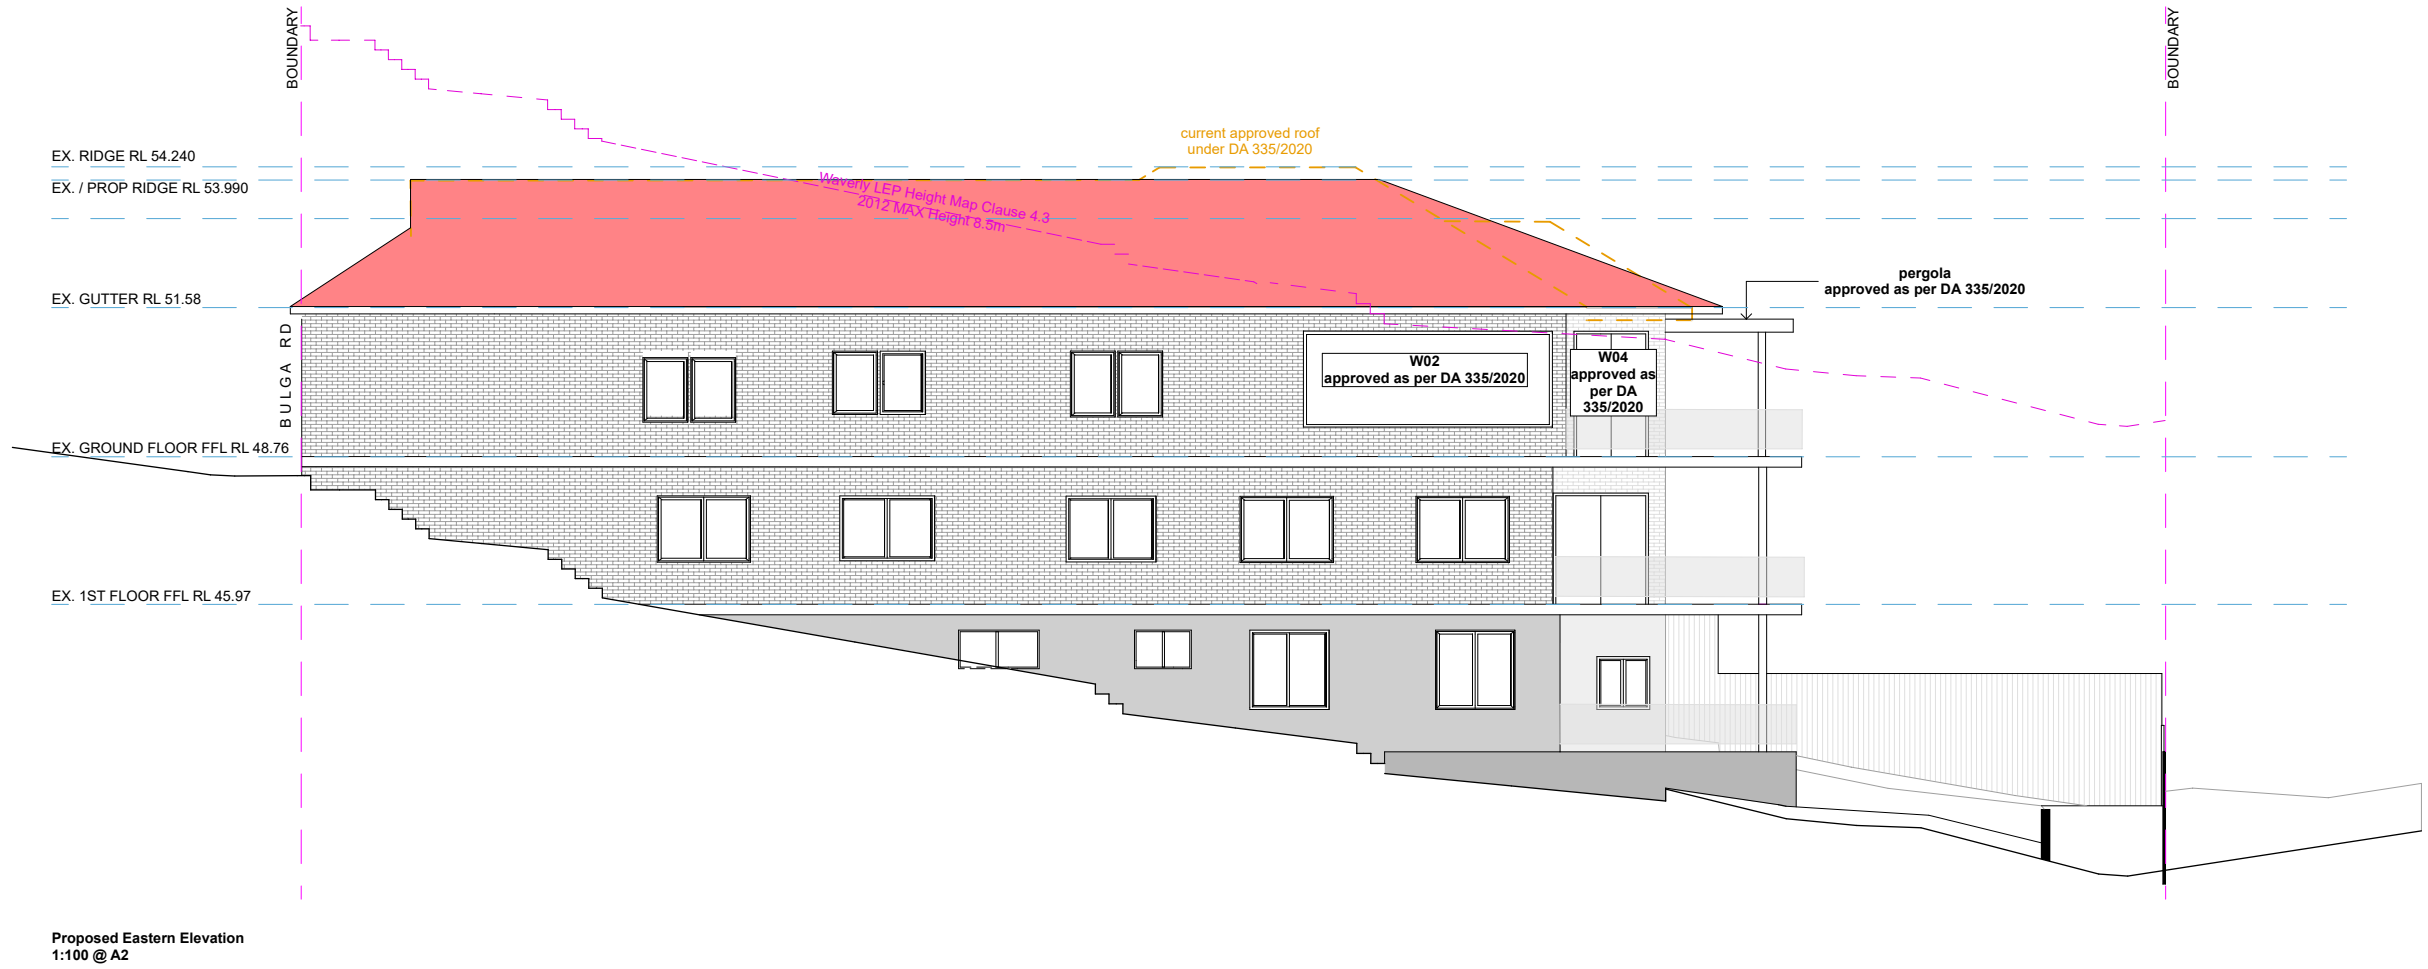 BOUNDARY
BOUNDARY
current approved roof
under DA 335/2020
EX. RIDGE RL 54.240
EX. / PROP RIDGE RL 53.990
Waverly LEP Height Map Clause 4.3
2012 MAX Height 8.5m
pergola
approved as per DA 335/2020
EX. GUTTER RL 51.58
BULGA RD
W02
approved as per DA 335/2020
W04
approved as
per DA
335/2020
EX. GROUND FLOOR FFL RL 48.76
EX. 1ST FLOOR FFL RL 45.97
Proposed Eastern Elevation
1:100 @ A2